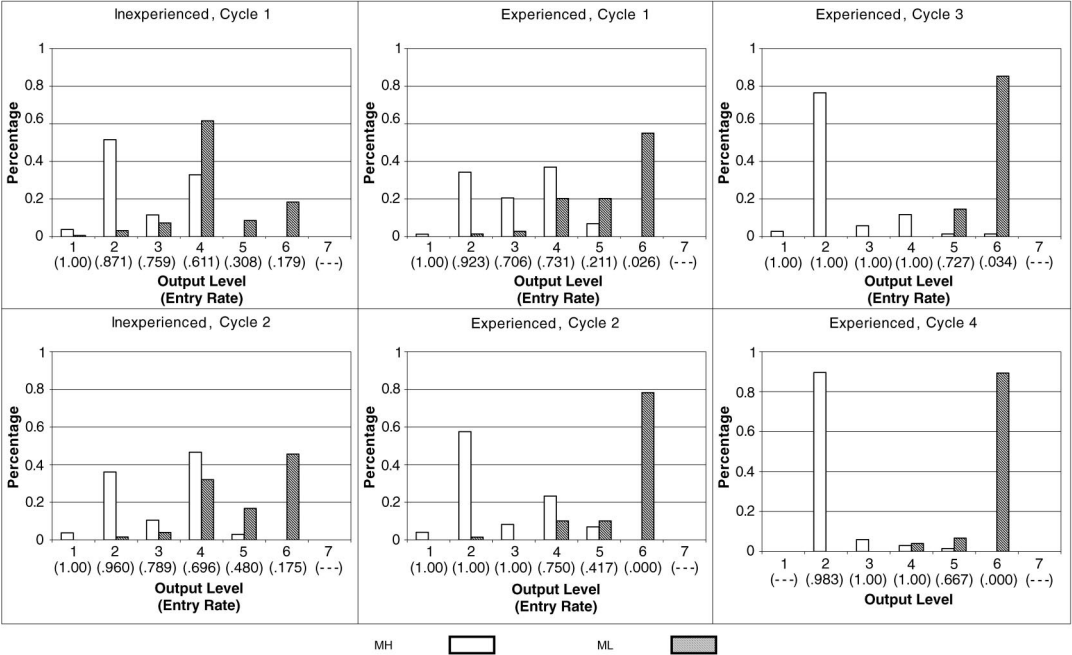 Inexperienced, Cycle 1
Percentage
1
0.8
0.6
0.4
0.2
0
1 2 3 4 5 6 7
(1.00) (.871) (.759) (.611) (.308) (.179) (---)
Output Level
(Entry Rate)
Experienced, Cycle 1
Percentage
1
0.8
0.6
0.4
0.2
0
1 2 3 4 5 6 7
(1.00) (.923) (.706) (.731) (.211) (.026) (---)
Output Level
(Entry Rate)
Experienced, Cycle 3
Percentage
1
0.8
0.6
0.4
0.2
0
1 2 3 4 5 6 7
(1.00) (1.00) (1.00) (1.00) (.727) (.034) (---)
Output Level
(Entry Rate)
Inexperienced, Cycle 2
Percentage
1
0.8
0.6
0.4
0.2
0
1 2 3 4 5 6 7
(1.00) (.960) (.789) (.696) (.480) (.175) (---)
Output Level
(Entry Rate)
Experienced, Cycle 2
Percentage
1
0.8
0.6
0.4
0.2
0
1 2 3 4 5 6 7
(1.00) (1.00) (1.00) (.750) (.417) (.000) (---)
Output Level
(Entry Rate)
Experienced, Cycle 4
Percentage
1
0.8
0.6
0.4
0.2
0
1 2 3 4 5 6 7
(---) (.983) (1.00) (1.00) (.667) (.000) (---)
Output Level
MH ML